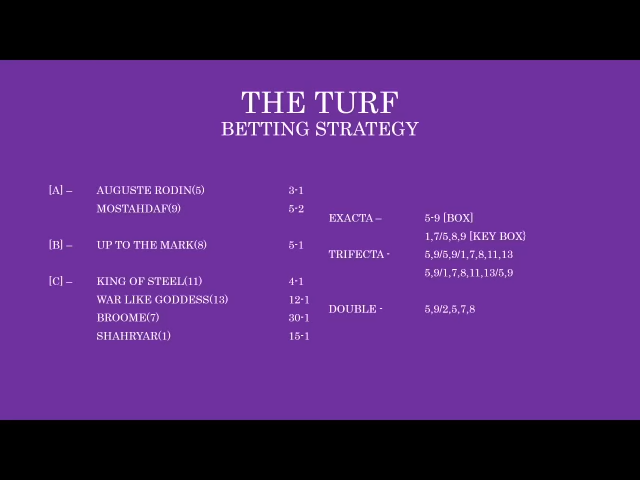 THE TURF
BETTING STRATEGY
[A] – AUGUSTE RODIN(5) 3-1
MOSTAHDAF(9) 5-2
[B] – UP TO THE MARK(8) 5-1
[C] – KING OF STEEL(11) 4-1
WAR LIKE GODDESS(13) 12-1
BROOME(7) 30-1
SHAHRYAR(1) 15-1
EXACTA – 5-9 [BOX]
1,7/5,8,9 [KEY BOX]
TRIFECTA - 5,9/5,9/1,7,8,11,13
5,9/1,7,8,11,13/5,9
DOUBLE - 5,9/2,5,7,8